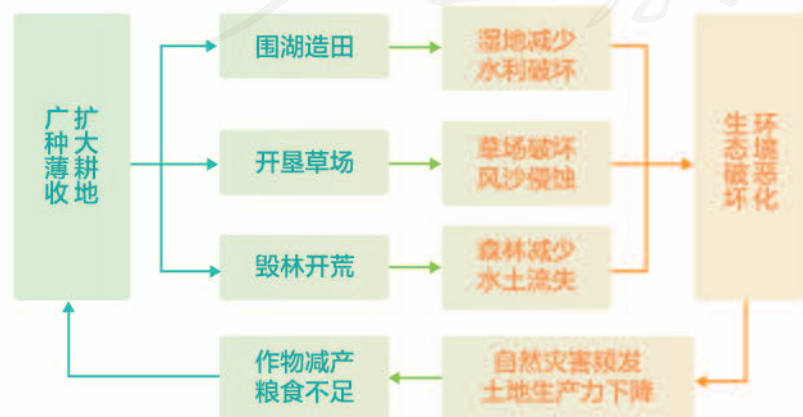 扩大耕地
广种薄收
围湖造田
湿地减少
水利破坏
开垦草场
草场破坏
风沙侵蚀
毁林开荒
森林减少
水土流失
环境恶化
生态破坏
作物减产
粮食不足
自然灾害频发
土地生产力下降